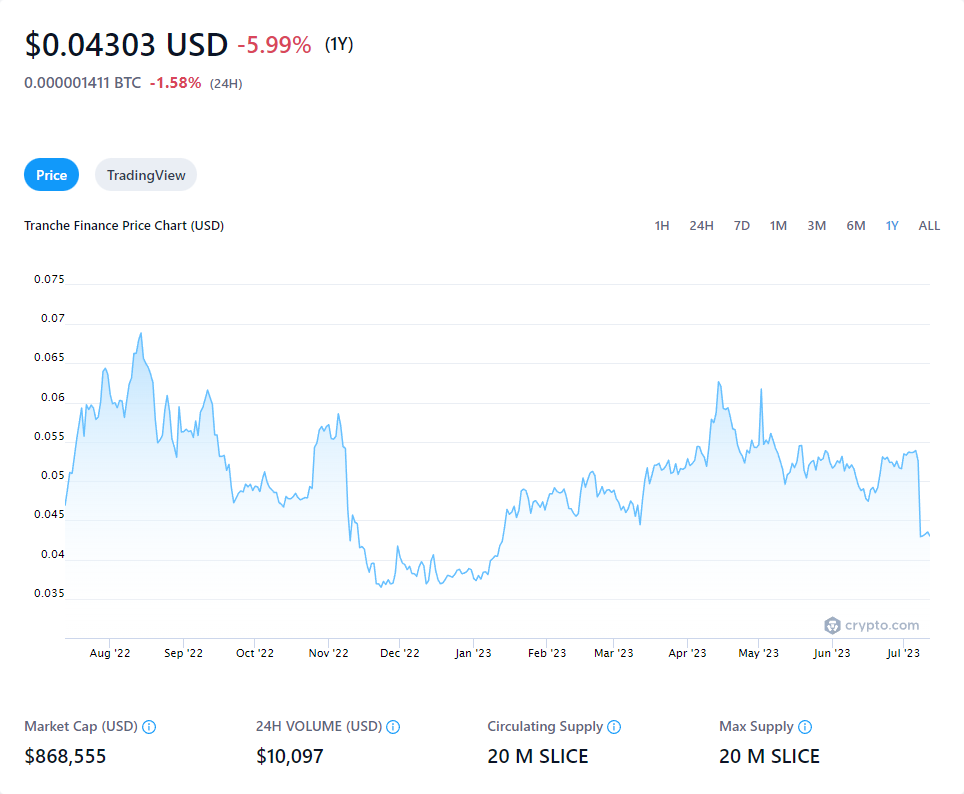 $0.04303 USD -5.99% (1Y)
0.000001411 BTC -1.58% (24H)
Price TradingView
Tranche Finance Price Chart (USD) 1H 24H 7D 1M 3M 6M 1Y ALL
0.075
0.07
0.065
0.06
0.055
0.05
0.045
0.04
0.035
crypto.com
Aug '22 Sep '22 Oct '22 Nov '22 Dec '22 Jan '23 Feb '23 Mar '23 Apr '23 May '23 Jun '23 Jul '23
Market Cap (USD) 24H VOLUME (USD) Circulating Supply Max Supply
$868,555 $10,097 20 M SLICE 20 M SLICE